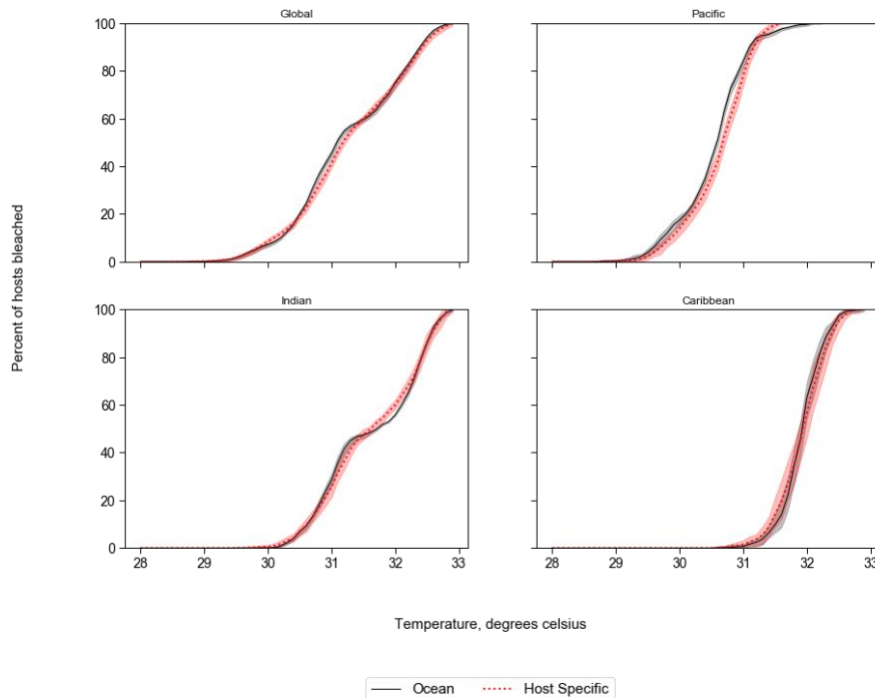 Global
Pacific
100
80
60
40
20
0
Indian
Caribbean
100
80
60
40
20
0
28 29 30 31 32 33
28 29 30 31 32 33
Percent of hosts bleached
Temperature, degrees celsius
Ocean Host Specific